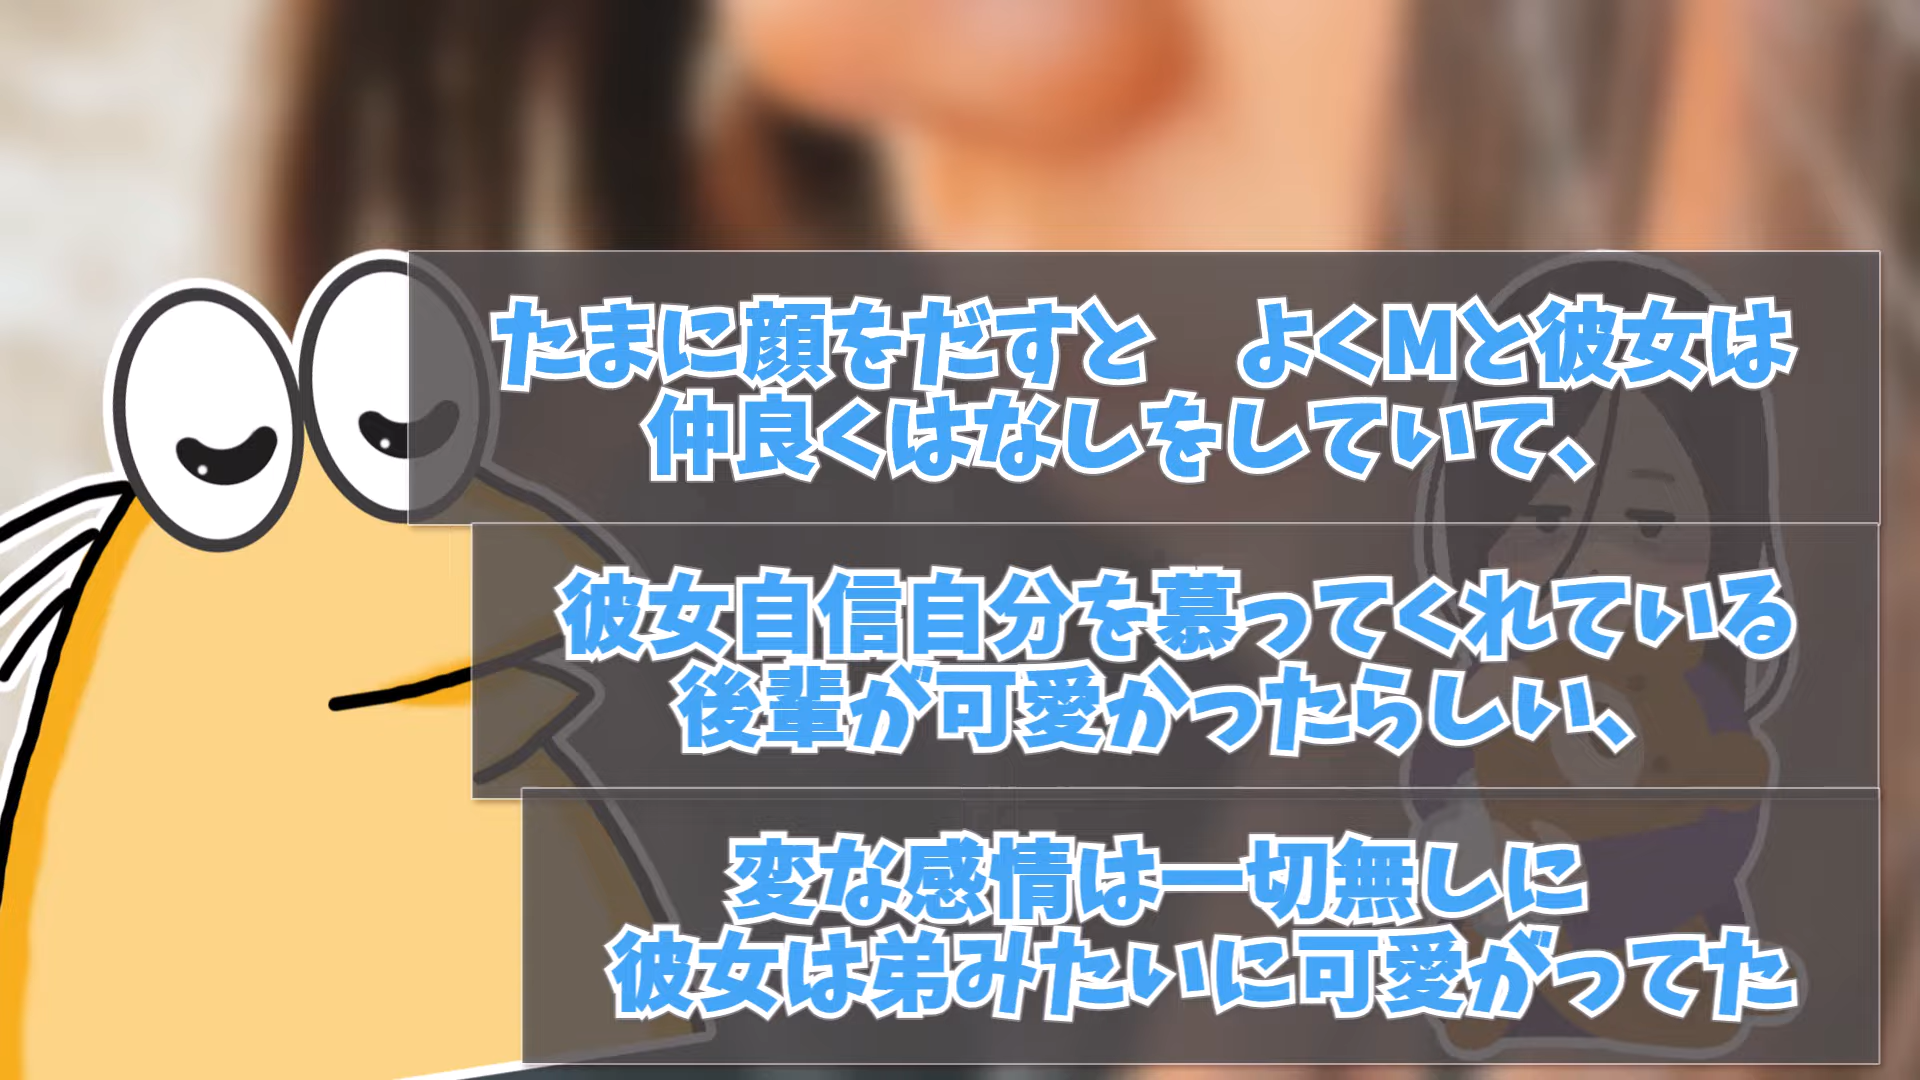 たまに顔をだすと　よくMと彼女は
仲良くはなしをしていて、
彼女自信自分を慕ってくれている
後輩が可愛かったらしい、
変な感情は一切無しに
彼女は弟みたいに可愛がってた